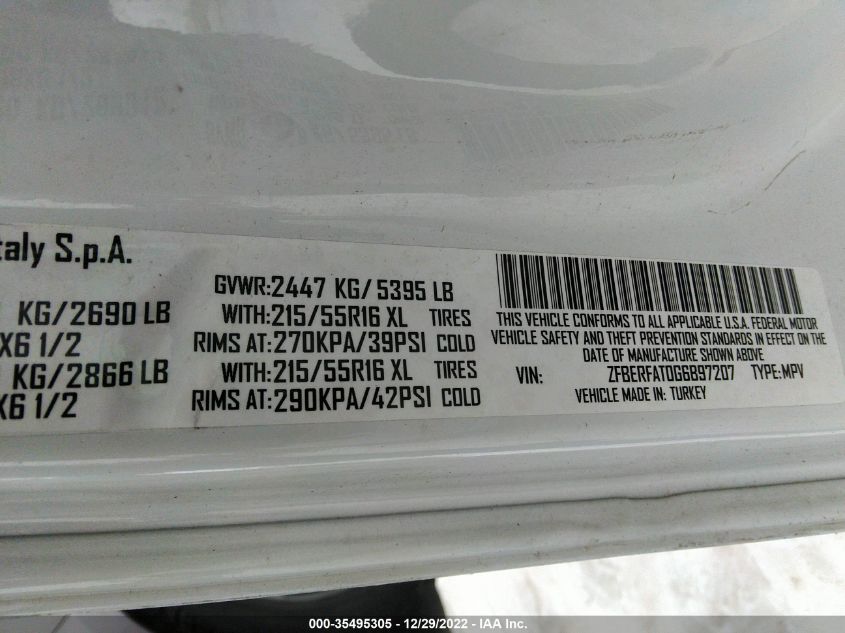 taly S.p.A.
KG/2690 LB
X6 1/2
KG/2866 LB
X6 1/2
GVWR:2447 KG/5395 LB
WITH:215/55R16 XL TIRES
RIMS AT:270KPA/39PSI COLD
WITH:215/55R16 XL TIRES
RIMS AT:290KPA/42PSI COLD
THIS VEHICLE CONFORMS TO ALL APPLICABLE U.S.A. FEDERAL MOTOR
VEHICLE SAFETY AND THEFT PREVENTION STANDARDS IN EFFECT ON THE
DATE OF MANUFACTURE SHOWN ABOVE
VIN: ZFBERFAT0G6B97207 TYPE:MPV
VEHICLE MADE IN: TURKEY
000-35495305 - 12/29/2022 - IAA Inc.